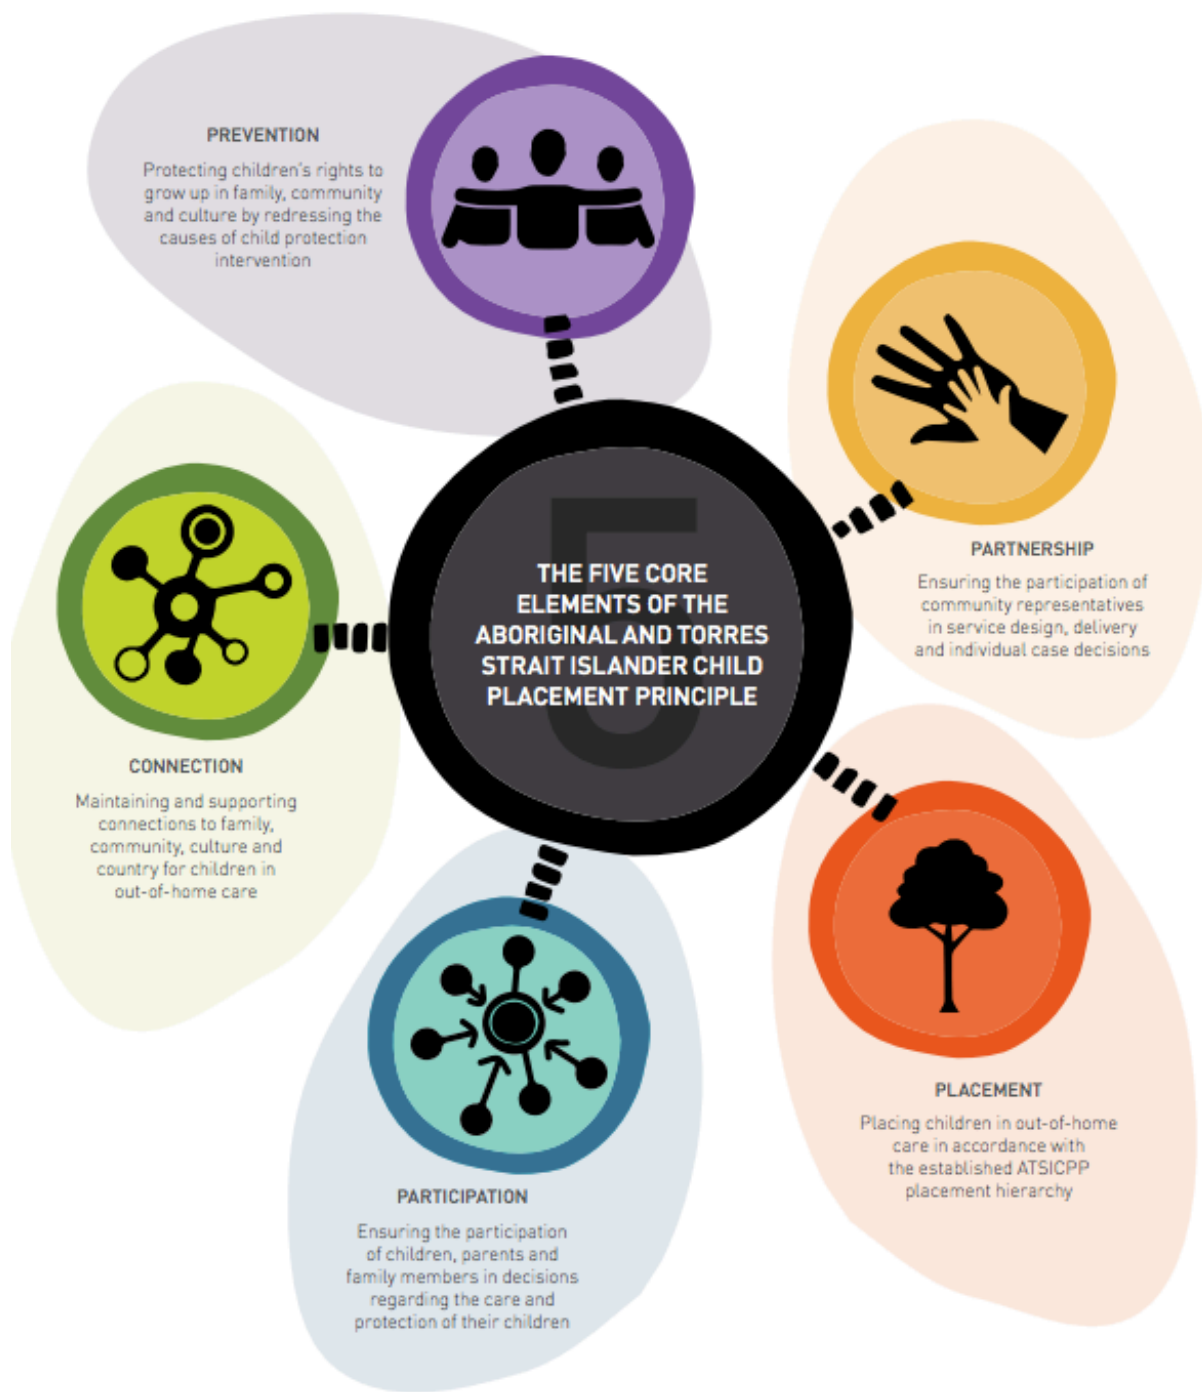 PREVENTION
Protecting children's rights to
grow up in family, community
and culture by redressing the
causes of child protection
intervention
PARTNERSHIP
Ensuring the participation of
community representatives
in service design, delivery
and individual case decisions
5
THE FIVE CORE
ELEMENTS OF THE
ABORIGINAL AND TORRES
STRAIT ISLANDER CHILD
PLACEMENT PRINCIPLE
CONNECTION
Maintaining and supporting
connections to family,
community, culture and
country for children in
out-of-home care
PLACEMENT
Placing children in out-of-home
care in accordance with
the established ATSICPP
placement hierarchy
PARTICIPATION
Ensuring the participation
of children, parents and
family members in decisions
regarding the care and
protection of their children